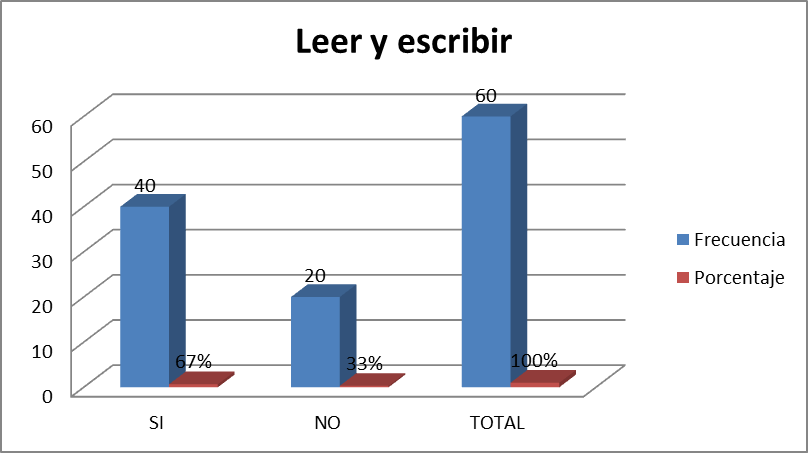 Leer y escribir
60
50
40
30
20
10
0
40
67%
20
33%
60
100%
SI
NO
TOTAL
Frecuencia
Porcentaje